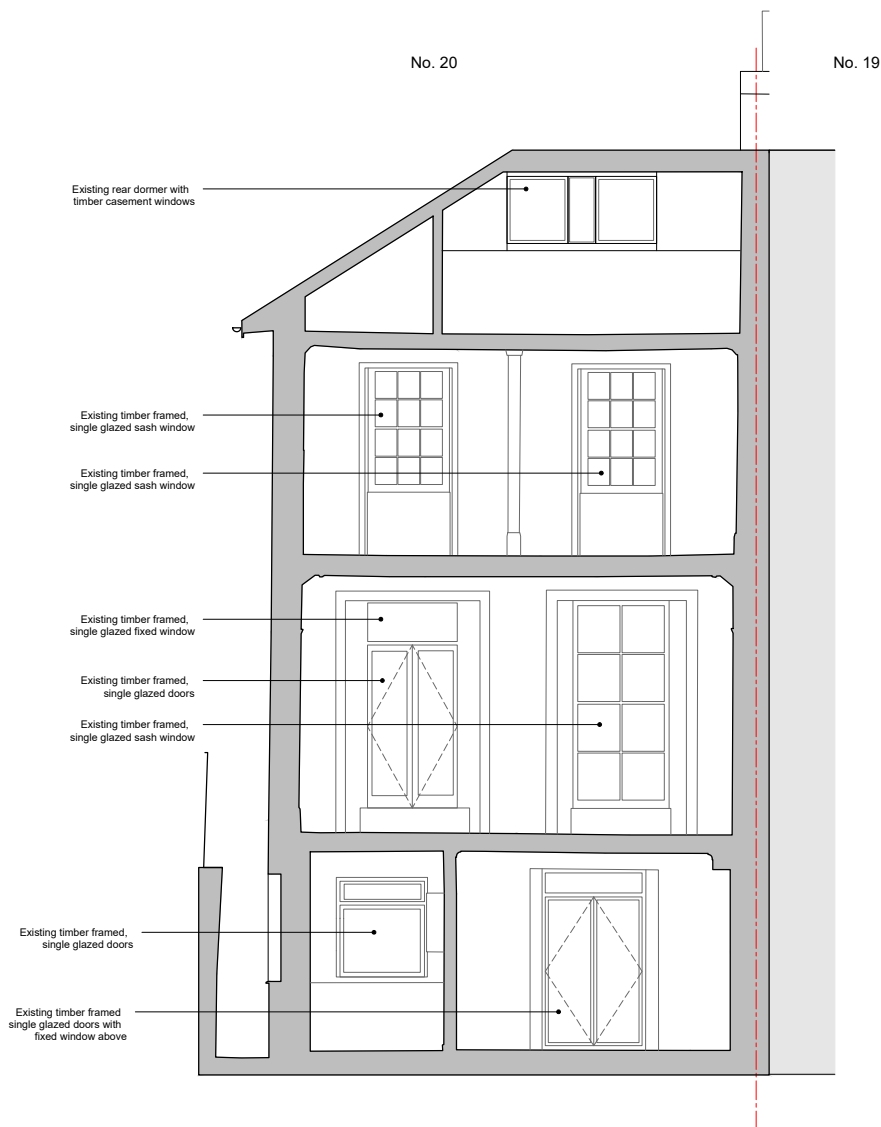 No. 20
No. 19
Existing rear dormer with
timber casement windows
Existing timber framed,
single glazed sash window
Existing timber framed,
single glazed sash window
Existing timber framed,
single glazed fixed window
Existing timber framed,
single glazed doors
Existing timber framed,
single glazed sash window
Existing timber framed,
single glazed doors
Existing timber framed
single glazed doors with
fixed window above